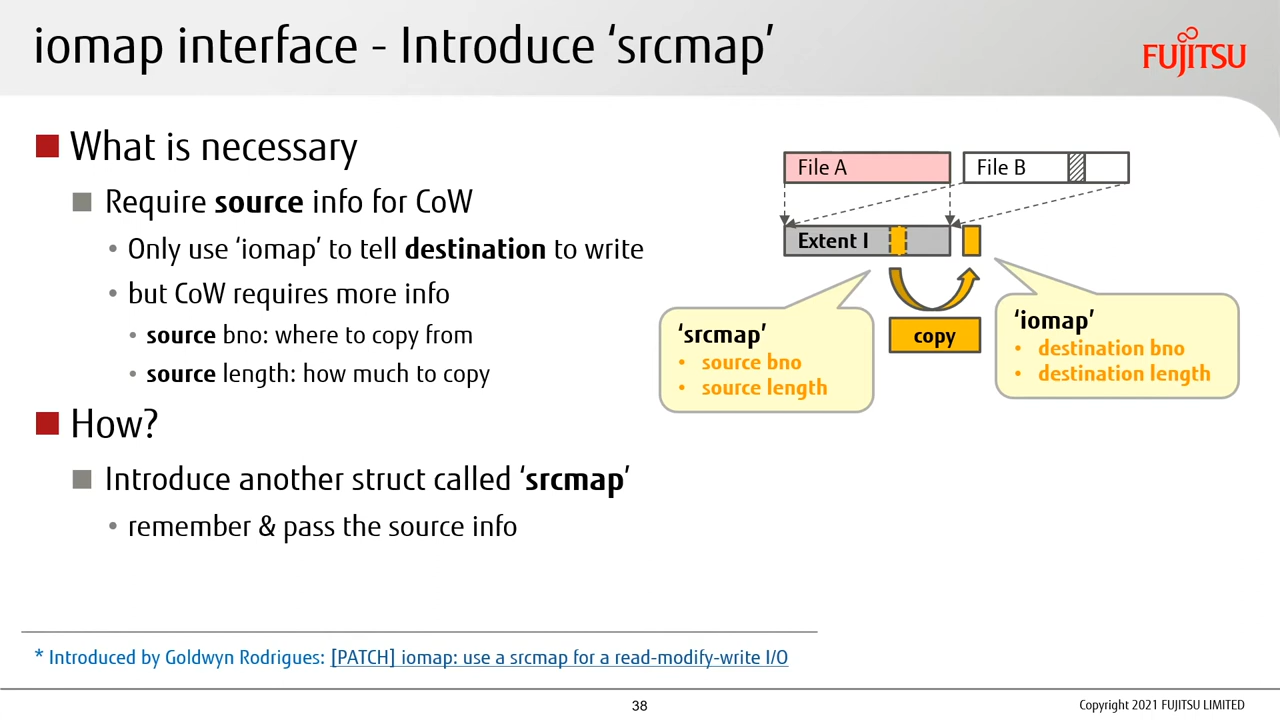 iomap interface - Introduce ‘srcmap’
FUJITSU
What is necessary
Require source info for CoW
• Only use ‘iomap’ to tell destination to write
• but CoW requires more info
• source bno: where to copy from
• source length: how much to copy
How?
Introduce another struct called ‘srcmap’
• remember & pass the source info
File A
File B
Extent I
‘srcmap’
• source bno
• source length
copy
‘iomap’
• destination bno
• destination length
* Introduced by Goldwyn Rodrigues: [PATCH] iomap: use a srcmap for a read-modify-write I/O
38
Copyright 2021 FUJITSU LIMITED